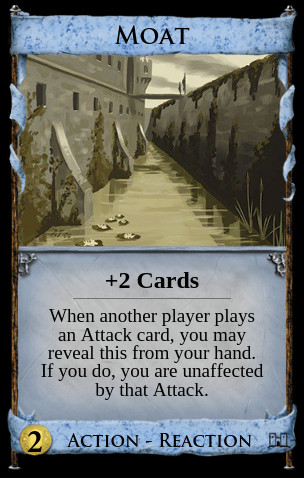 Moat
+2 Cards
When another player plays
an Attack card, you may
reveal this from your hand.
If you do, you are unaffected
by that Attack.
2 Action - Reaction